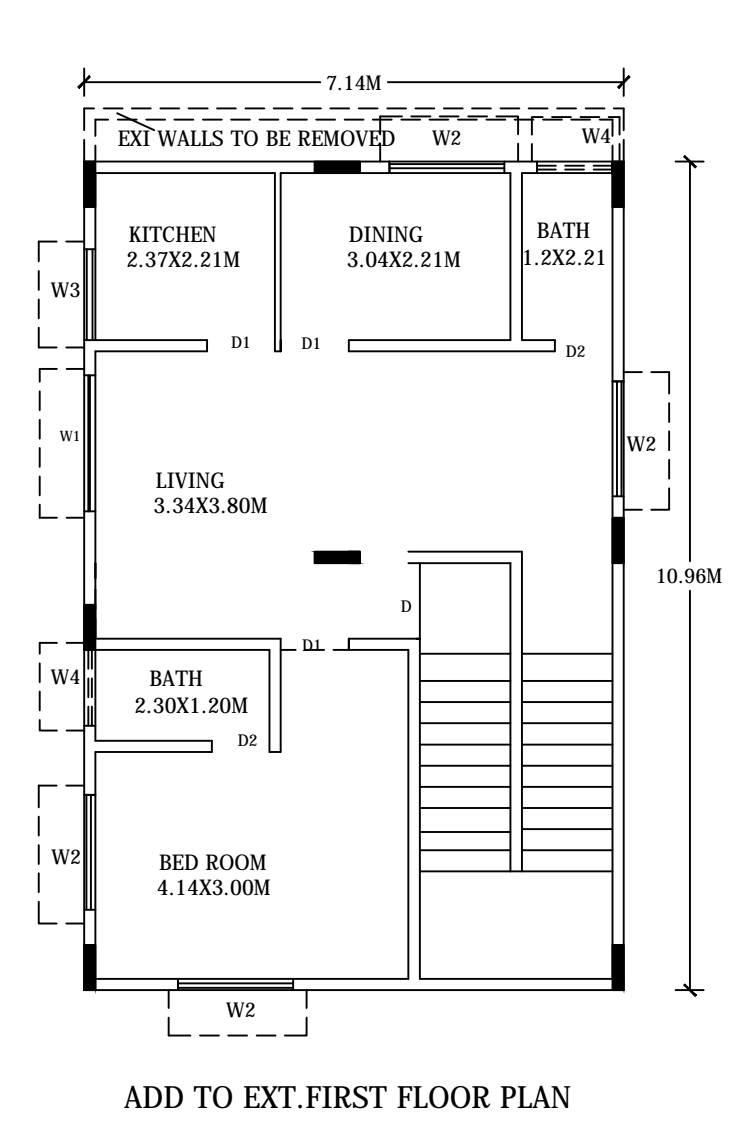 7.14M
EXI WALLS TO BE REMOVED
W2
W4
KITCHEN
2.37X2.21M
DINING
3.04X2.21M
BATH
1.2X2.21
W3
D1
D1
D2
W1
W2
LIVING
3.34X3.80M
10.96M
D
D1
W4
BATH
2.30X1.20M
D2
W2
BED ROOM
4.14X3.00M
W2
ADD TO EXT.FIRST FLOOR PLAN